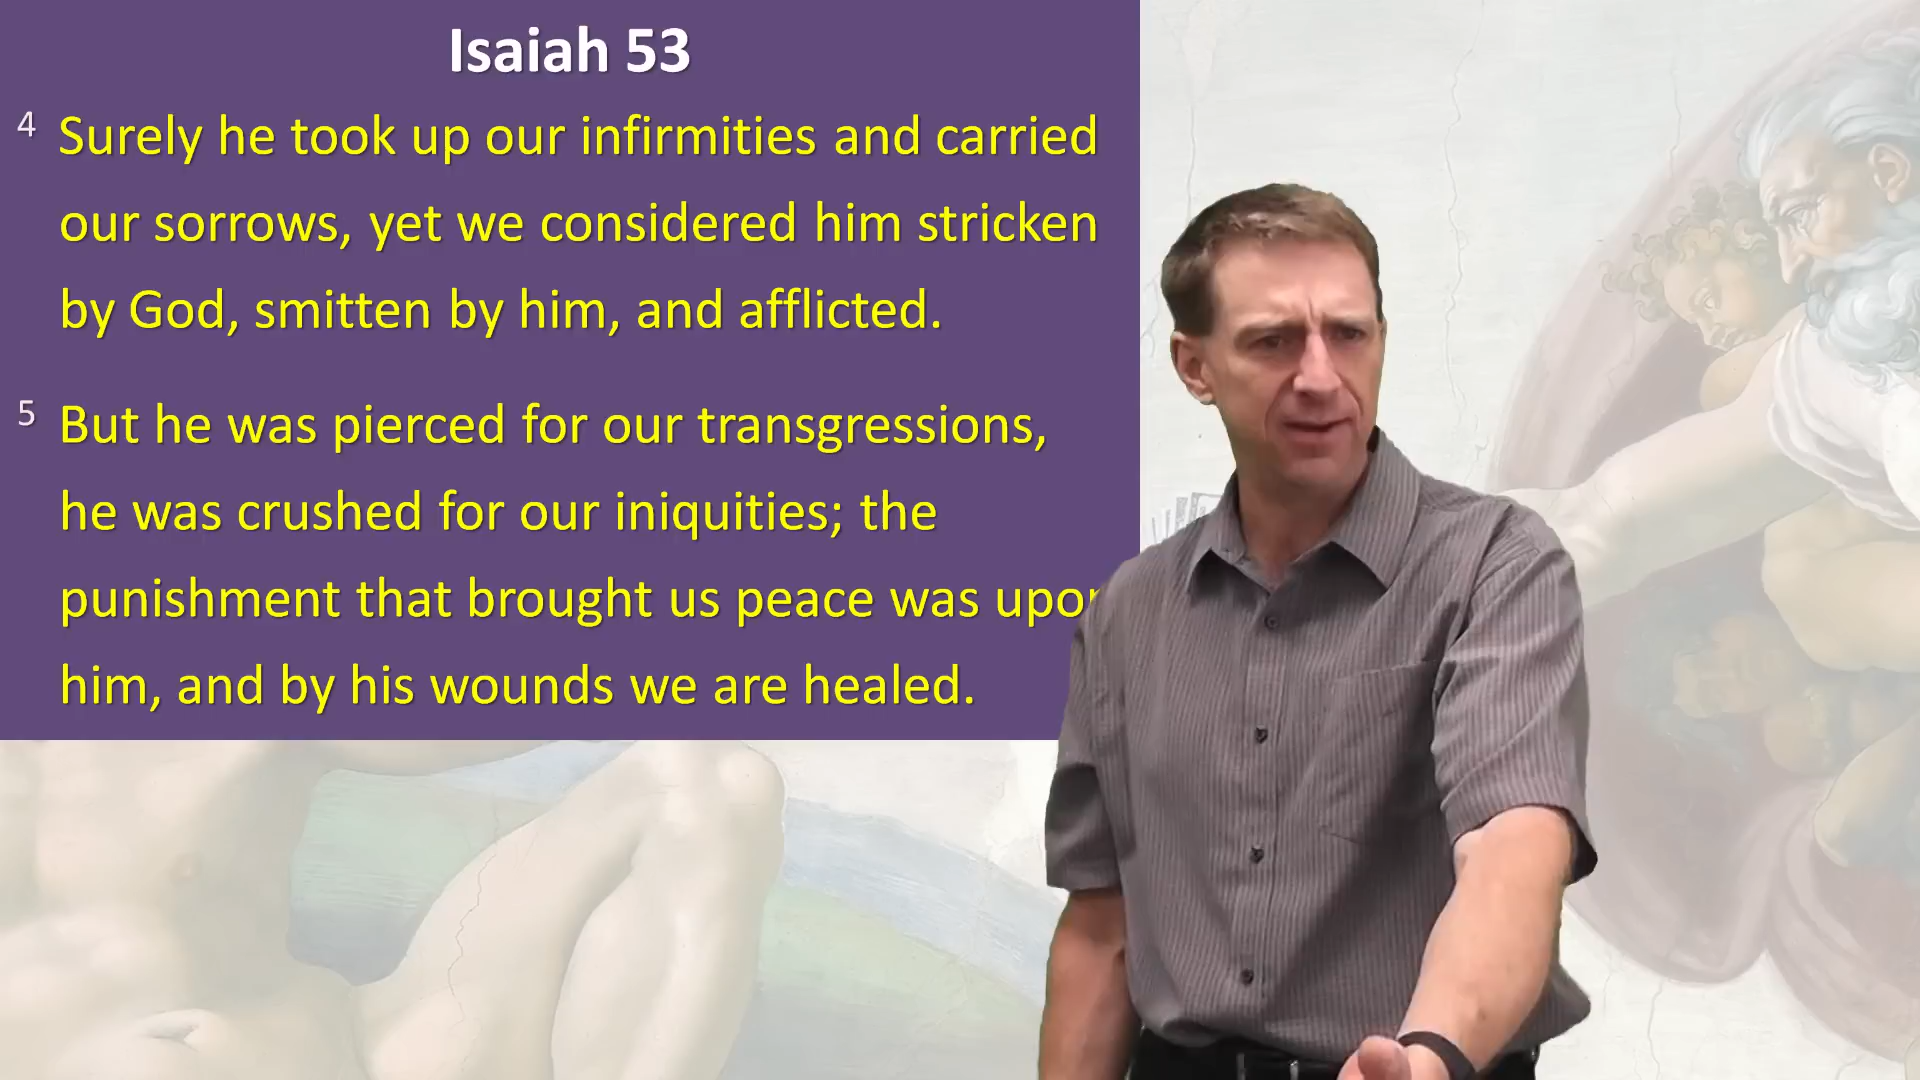 Isaiah 53
4 Surely he took up our infirmities and carried
our sorrows, yet we considered him stricken
by God, smitten by him, and afflicted.
5 But he was pierced for our transgressions,
he was crushed for our iniquities; the
punishment that brought us peace was upon
him, and by his wounds we are healed.